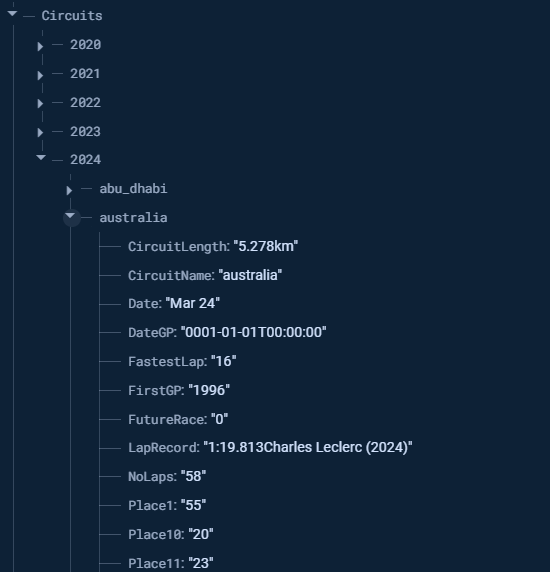 Circuits
2020
2021
2022
2023
2024
abu_dhabi
australia
CircuitLength: "5.278km"
CircuitName: "australia"
Date: "Mar 24"
DateGP: "0001-01-01T00:00:00"
FastestLap: "16"
FirstGP: "1996"
FutureRace: "0"
LapRecord: "1:19.813Charles Leclerc (2024)"
NoLaps: "58"
Place1: "55"
Place10: "20"
Place11: "23"